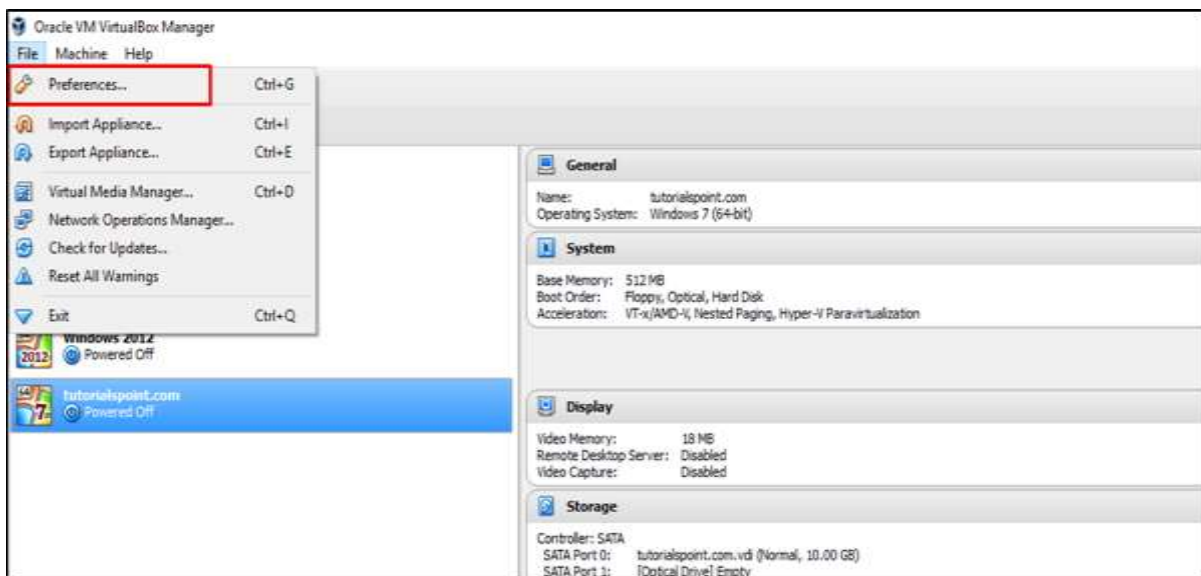 Oracle VM VirtualBox Manager
File Machine Help
Preferences... Ctrl+G
Import Appliance... Ctrl+I
Export Appliance... Ctrl+E
Virtual Media Manager... Ctrl+D
Network Operations Manager...
Check for Updates...
Reset All Warnings
Exit Ctrl+Q
Windows 2012
2012 Powered Off
64
tutorialspoint.com
7 Powered Off
General
Name: tutorialspoint.com
Operating System: Windows 7 (64-bit)
System
Base Memory: 512 MB
Boot Order: Floppy, Optical, Hard Disk
Acceleration: VT-x/AMD-V, Nested Paging, Hyper-V Paravirtualization
Display
Video Memory: 18 MB
Remote Desktop Server: Disabled
Video Capture: Disabled
Storage
Controller: SATA
SATA Port 0: tutorialspoint.com.vdi (Normal, 10.00 GB)
SATA Port 1: [Optical Drive] Empty